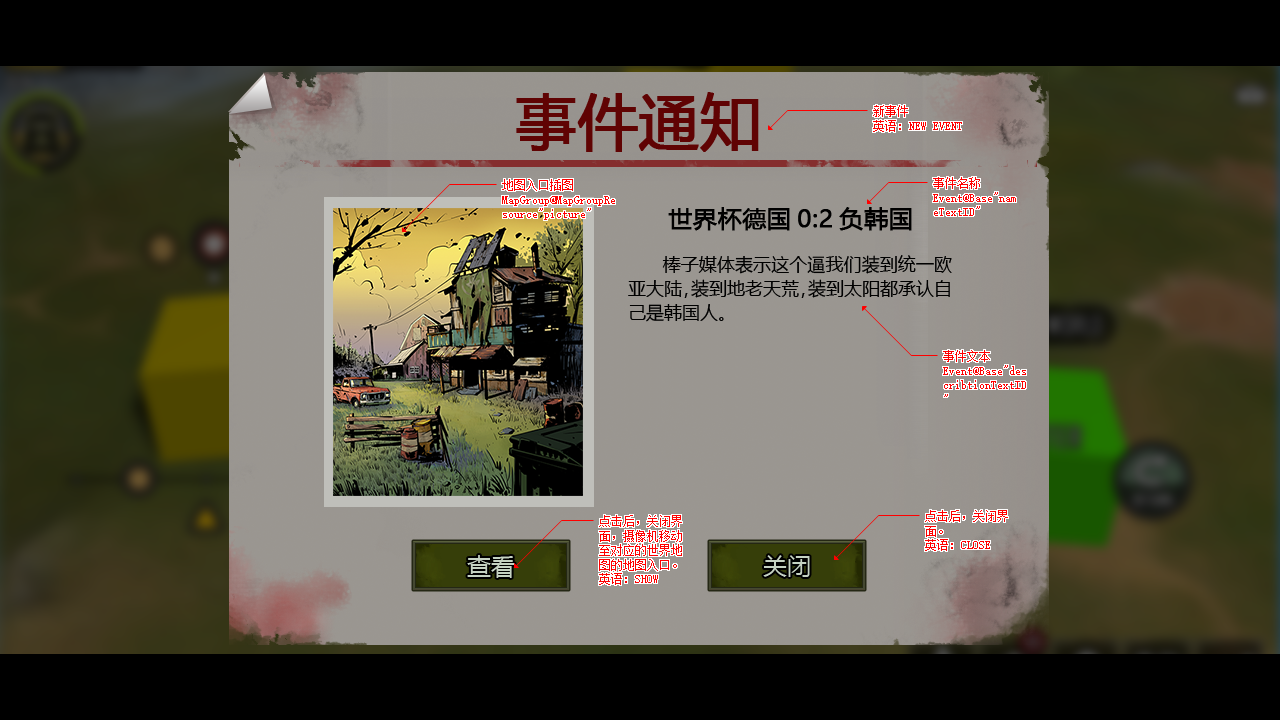 事件通知
新事件
英语：NEW EVENT
地图入口插图
MapGroup@MapGroupRe
source"picture"
事件名称
Event@Base"nam
eTextID"
世界杯德国 0:2 负韩国
棒子媒体表示这个逼我们装到统一欧
亚大陆,装到地老天荒,装到太阳都承认自
己是韩国人。
事件文本
Event@Base"des
cribtionTextID
"
点击后，关闭界
面，摄像机移动
至对应的世界地
图的地图入口。
英语：SHOW
点击后，关闭界
面。
英语：CLOSE
查看
关闭